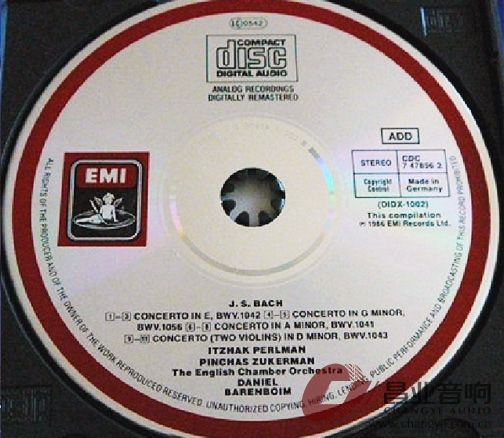 LC 0542
COMPACT
disc
DIGITAL AUDIO
ANALOG RECORDINGS
DIGITALLY REMASTERED
ADD
EMI
STEREO CDC
7 47856 2
Copyright Control Made in Germany
(DIDX-1002)
This compilation
℗ 1986 EMI Records Ltd.
J. S. BACH
1-3 CONCERTO IN E, BWV.1042 4-5 CONCERTO IN G MINOR,
BWV.1056 6-8 CONCERTO IN A MINOR, BWV.1041
9-11 CONCERTO (TWO VIOLINS) IN D MINOR, BWV.1043
ITZHAK PERLMAN
PINCHAS ZUKERMAN
The English Chamber Orchestra
DANIEL
BARENBOIM
ALL RIGHTS OF THE PRODUCER AND OF THE OWNER OF THE WORK REPRODUCED RESERVED. UNAUTHORIZED COPYING, HIRING, LENDING, PUBLIC PERFORMANCE AND BROADCASTING OF THIS RECORD PROHIBITED
昌业音响
CHANGYE AUDIO